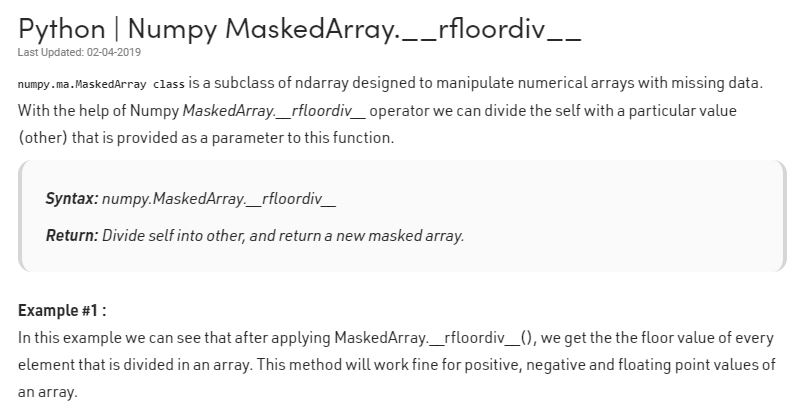 Python | Numpy MaskedArray.__rfloordiv__
Last Updated: 02-04-2019
numpy.ma.MaskedArray class is a subclass of ndarray designed to manipulate numerical arrays with missing data.
With the help of Numpy MaskedArray.__rfloordiv__ operator we can divide the self with a particular value
(other) that is provided as a parameter to this function.
Syntax: numpy.MaskedArray.__rfloordiv__
Return: Divide self into other, and return a new masked array.
Example #1 :
In this example we can see that after applying MaskedArray.__rfloordiv__(), we get the the floor value of every
element that is divided in an array. This method will work fine for positive, negative and floating point values of
an array.